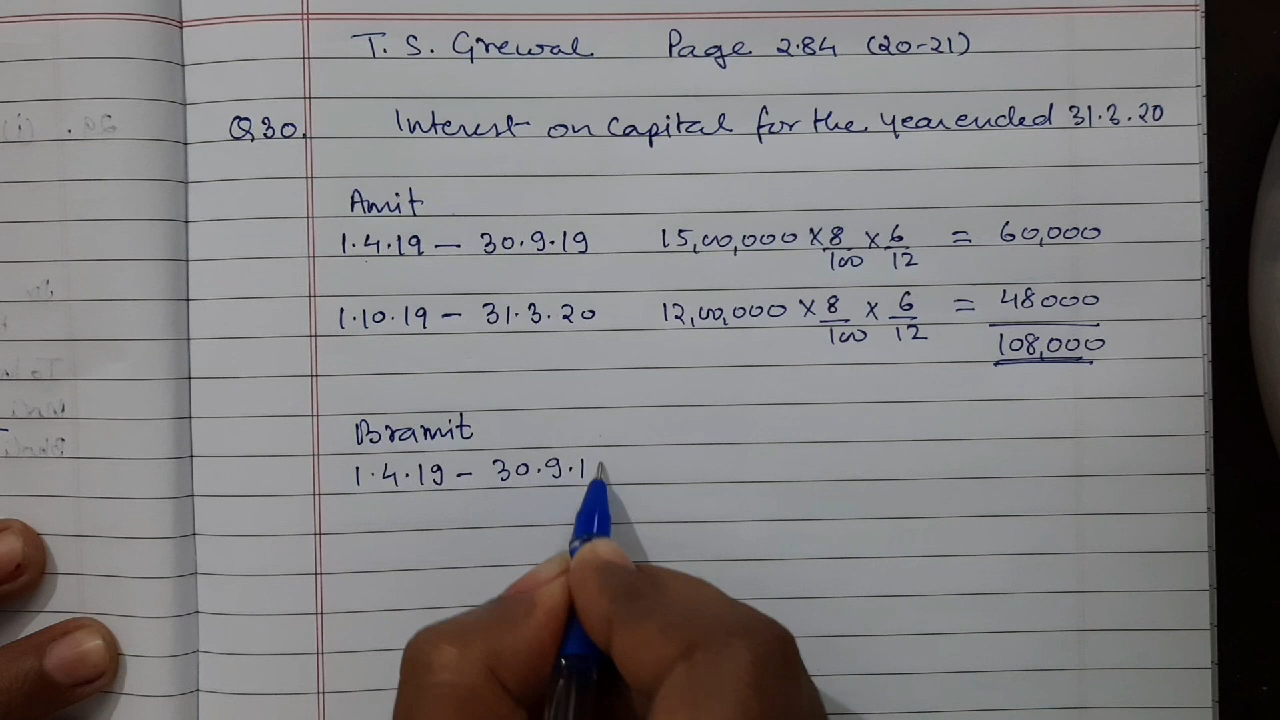 T. S. Grewal Page 2.84 (20-21)
Q30. Interest on Capital for the year ended 31.3.20
Amit
1.4.19 – 30.9.19 15,00,000 × 8/100 × 6/12 = 60,000
1.10.19 – 31.3.20 12,00,000 × 8/100 × 6/12 = 48000
108,000
Bramit
1.4.19 – 30.9.1